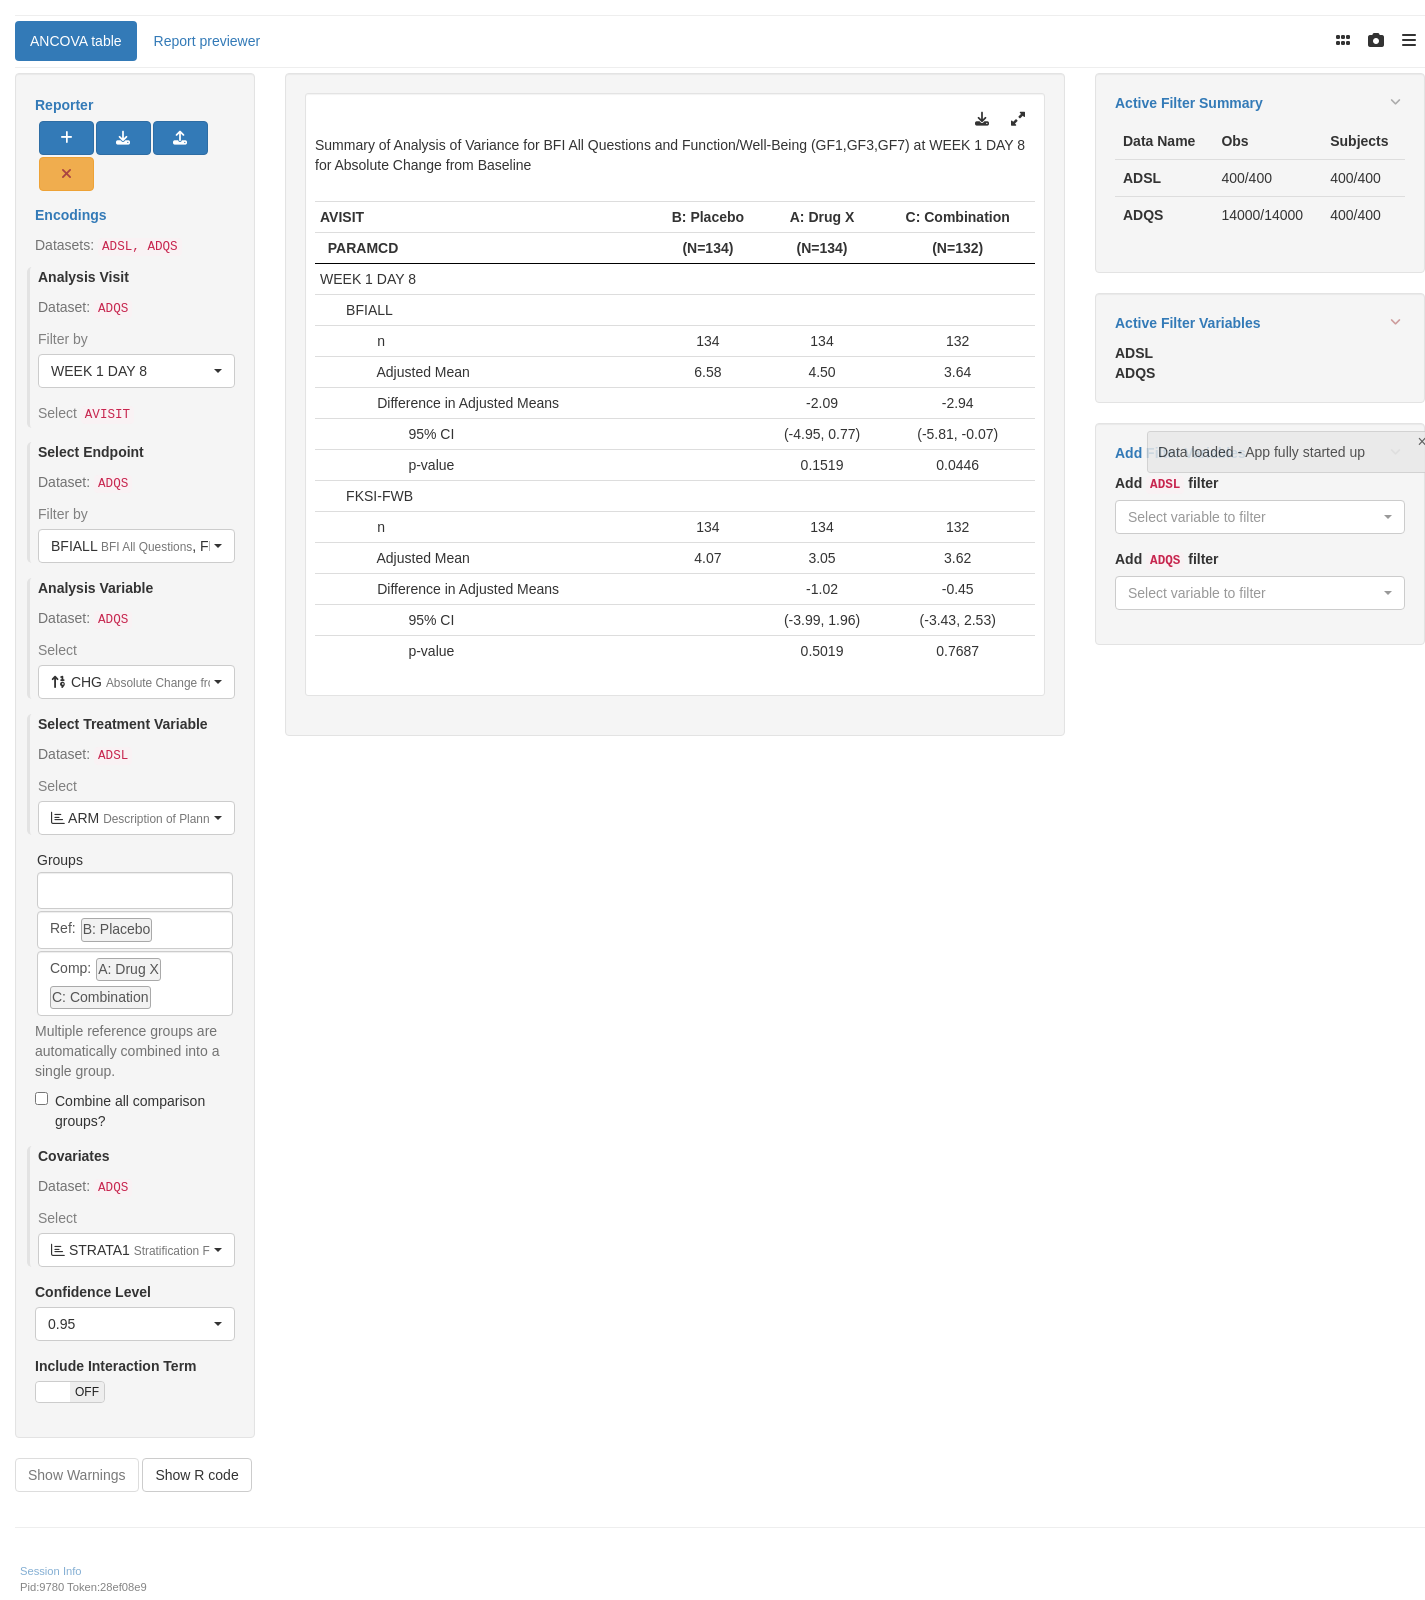 ANCOVA table
Report previewer
Reporter
Encodings
Datasets: ADSL, ADQS
Analysis Visit
Dataset: ADQS
Filter by
WEEK 1 DAY 8
Select AVISIT
Select Endpoint
Dataset: ADQS
Filter by
BFIALL BFI All Questions, F
Analysis Variable
Dataset: ADQS
Select
CHG Absolute Change fr
Select Treatment Variable
Dataset: ADSL
Select
ARM Description of Plann
Groups
Ref: B: Placebo
Comp: A: Drug X
C: Combination
Multiple reference groups are
automatically combined into a
single group.
Combine all comparison
groups?
Covariates
Dataset: ADQS
Select
STRATA1 Stratification F
Confidence Level
0.95
Include Interaction Term
OFF
Show Warnings
Show R code
Summary of Analysis of Variance for BFI All Questions and Function/Well-Being (GF1,GF3,GF7) at WEEK 1 DAY 8
for Absolute Change from Baseline
AVISIT B: Placebo A: Drug X C: Combination
PARAMCD (N=134) (N=134) (N=132)
WEEK 1 DAY 8
BFIALL
n 134 134 132
Adjusted Mean 6.58 4.50 3.64
Difference in Adjusted Means -2.09 -2.94
95% CI (-4.95, 0.77) (-5.81, -0.07)
p-value 0.1519 0.0446
FKSI-FWB
n 134 134 132
Adjusted Mean 4.07 3.05 3.62
Difference in Adjusted Means -1.02 -0.45
95% CI (-3.99, 1.96) (-3.43, 2.53)
p-value 0.5019 0.7687
Active Filter Summary
Data Name Obs Subjects
ADSL 400/400 400/400
ADQS 14000/14000 400/400
Active Filter Variables
ADSL
ADQS
Add
Data loaded - App fully started up
×
Add ADSL filter
Select variable to filter
Add ADQS filter
Select variable to filter
Session Info
Pid:9780 Token:28ef08e9